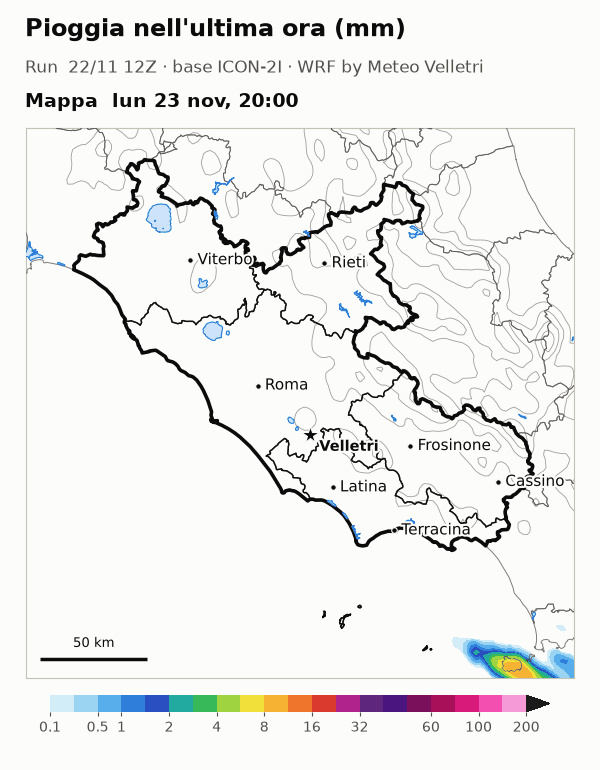 Pioggia nell'ultima ora (mm)
Run  22/11 12Z · base ICON-2I · WRF by Meteo Velletri
Mappa  lun 23 nov, 20:00
Viterbo
Rieti
Roma
Velletri
Frosinone
Latina
Cassino
Terracina
50 km
0.1 0.5 1 2 4 8 16 32 60 100 200